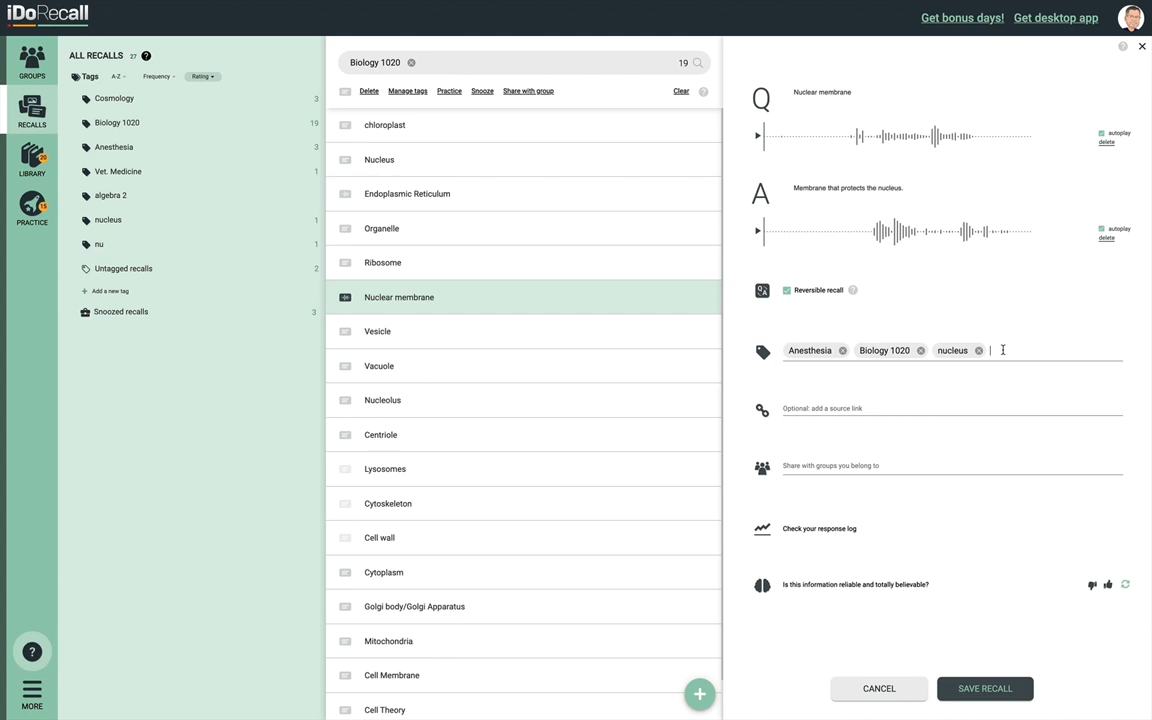 iDoRecall
Get bonus days! Get desktop app
GROUPS
RECALLS
LIBRARY
20
PRACTICE
15
?
MORE
ALL RECALLS 27 ?
Tags A-Z Frequency Rating
Cosmology 3
Biology 1020 19
Anesthesia 3
Vet. Medicine 1
algebra 2
nucleus 1
nu 1
Untagged recalls 2
+ Add a new tag
Snoozed recalls 3
Biology 1020 19
Delete Manage tags Practice Snooze Share with group Clear ?
chloroplast
Nucleus
Endoplasmic Reticulum
Organelle
Ribosome
Nuclear membrane
Vesicle
Vacuole
Nucleolus
Centriole
Lysosomes
Cytoskeleton
Cell wall
Cytoplasm
Golgi body/Golgi Apparatus
Mitochondria
Cell Membrane
Cell Theory
+
?
Q Nuclear membrane
autoplay
delete
A Membrane that protects the nucleus.
autoplay
delete
Q A Reversible recall ?
Anesthesia Biology 1020 nucleus
Optional: add a source link
Share with groups you belong to
Check your response log
Is this information reliable and totally believable?
CANCEL SAVE RECALL